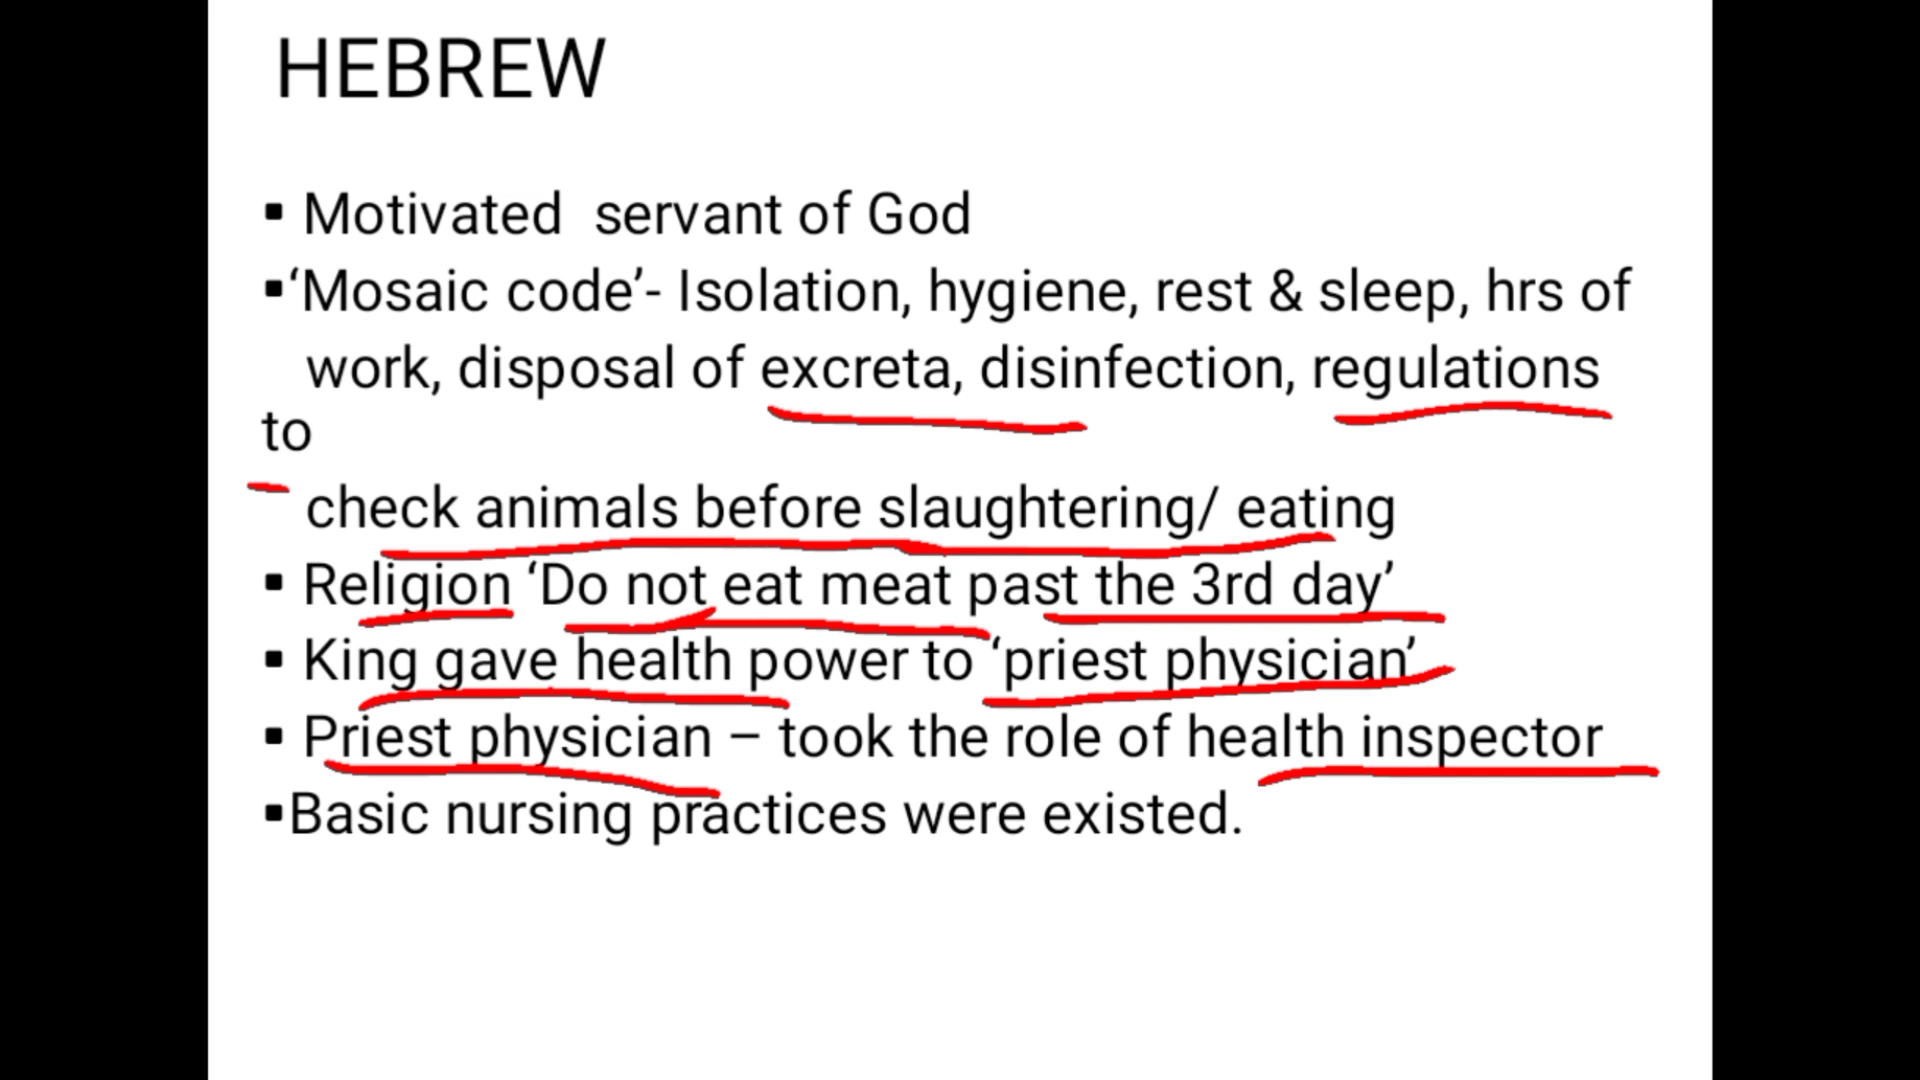 HEBREW
▪ Motivated  servant of God
▪‘Mosaic code’- Isolation, hygiene, rest & sleep, hrs of
work, disposal of excreta, disinfection, regulations
to
check animals before slaughtering/ eating
▪ Religion ‘Do not eat meat past the 3rd day’
▪ King gave health power to ‘priest physician’
▪ Priest physician – took the role of health inspector
▪Basic nursing practices were existed.